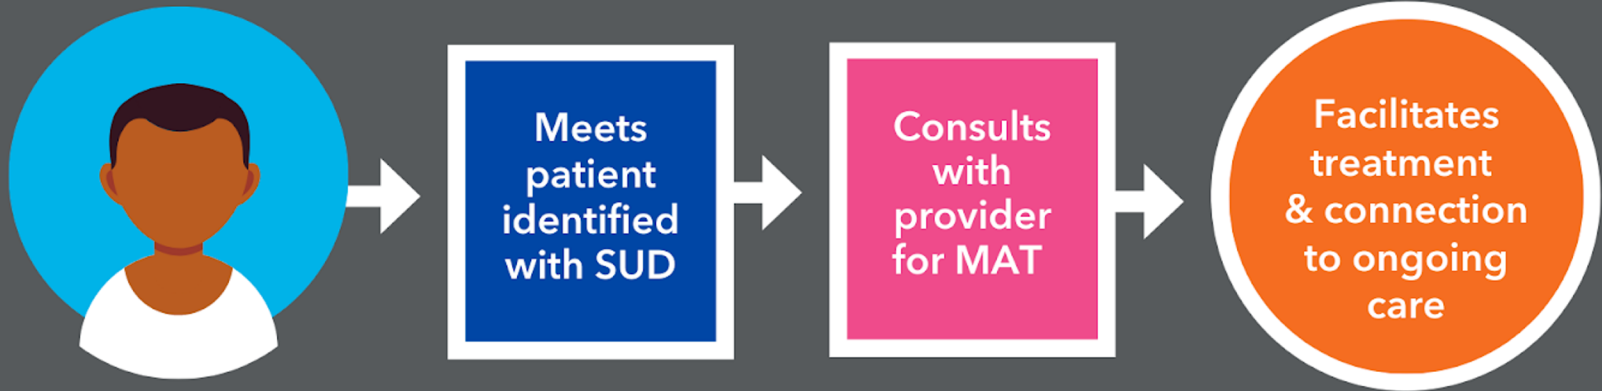 Meets
patient
identified
with SUD
Consults
with
provider
for MAT
Facilitates
treatment
& connection
to ongoing
care